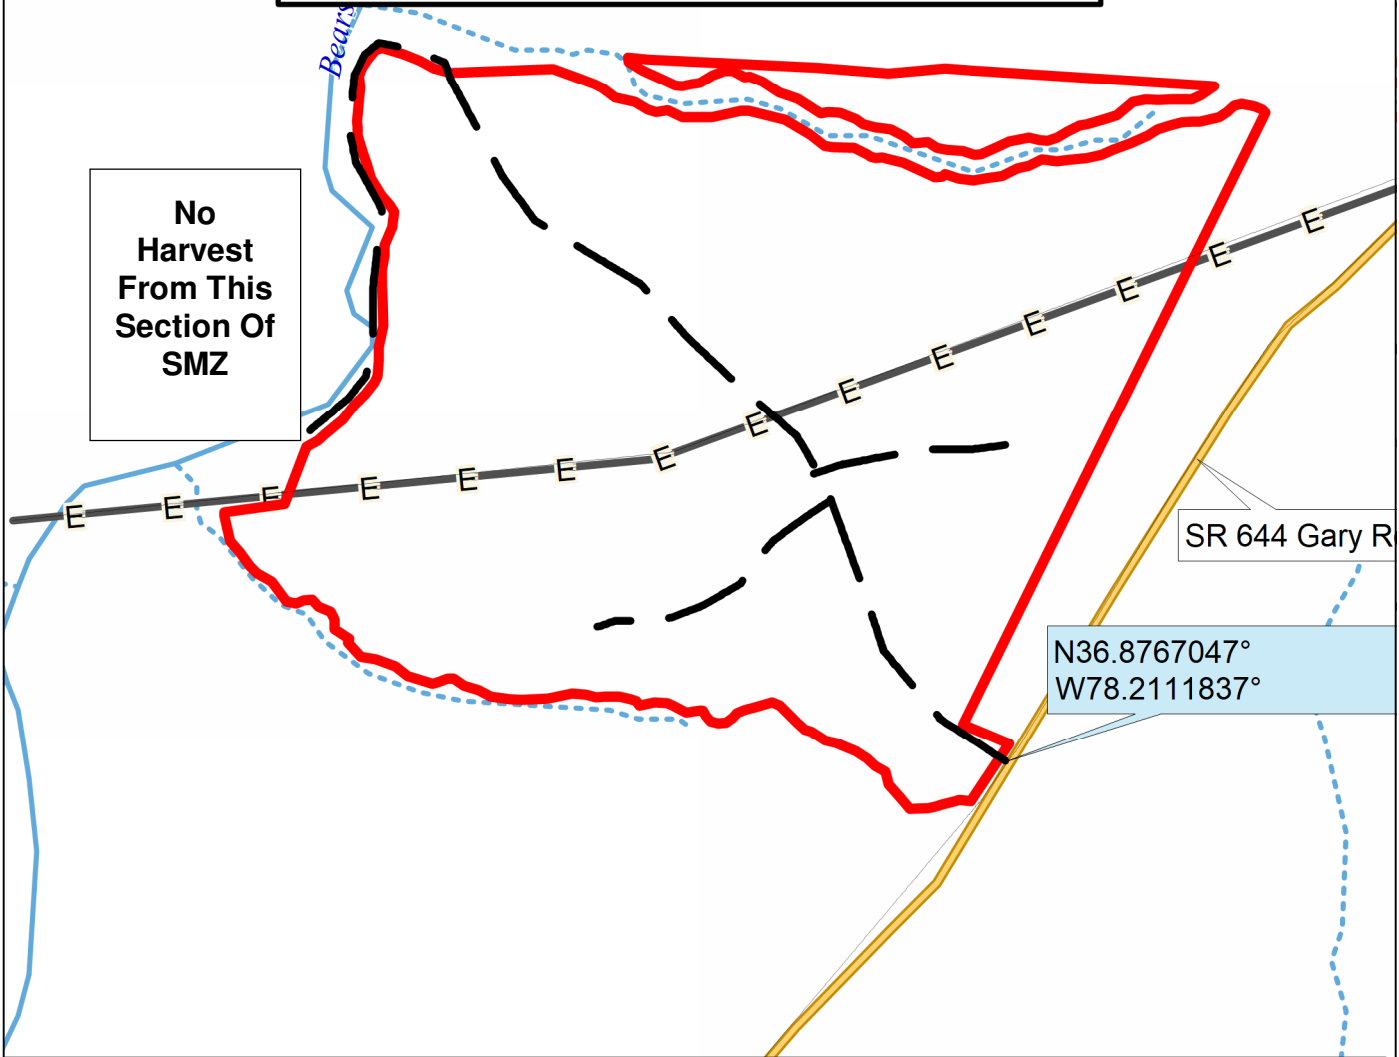 Bears
No
Harvest
From This
Section Of
SMZ
E E E E E E E E E E E E E E
SR 644 Gary R
N36.8767047°
W78.2111837°